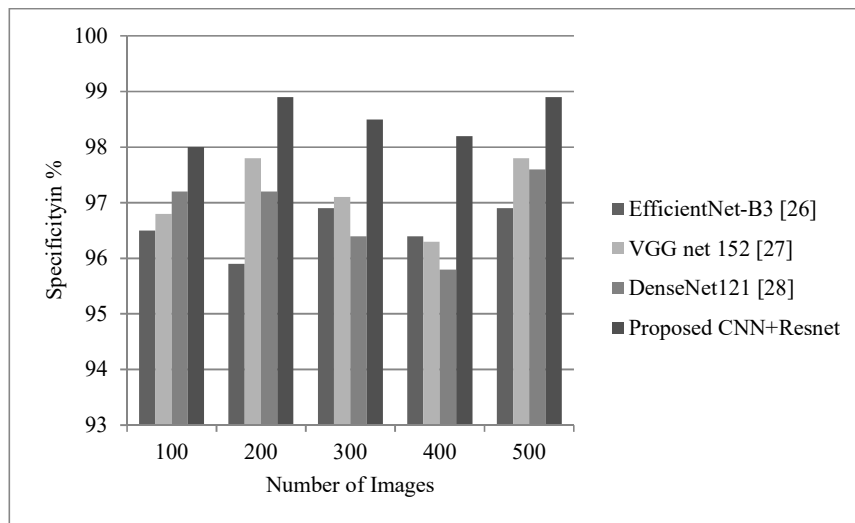 100
99
98
97
96
95
94
93
Specificityin %
100 200 300 400 500
Number of Images
EfficientNet-B3 [26]
VGG net 152 [27]
DenseNet121 [28]
Proposed CNN+Resnet